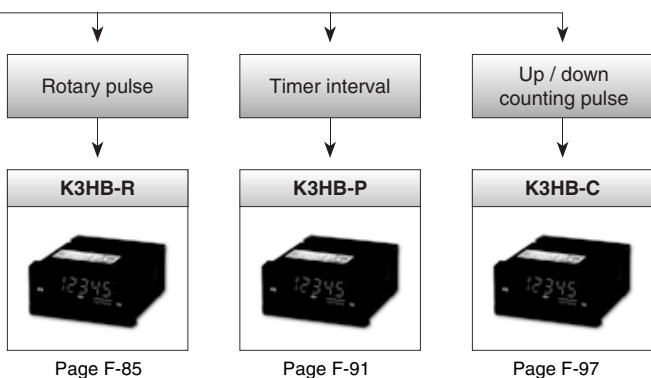 Rotary pulse
Timer interval
Up / down
counting pulse
K3HB-R
K3HB-P
K3HB-C
12345
12345
12345
Page F-85
Page F-91
Page F-97